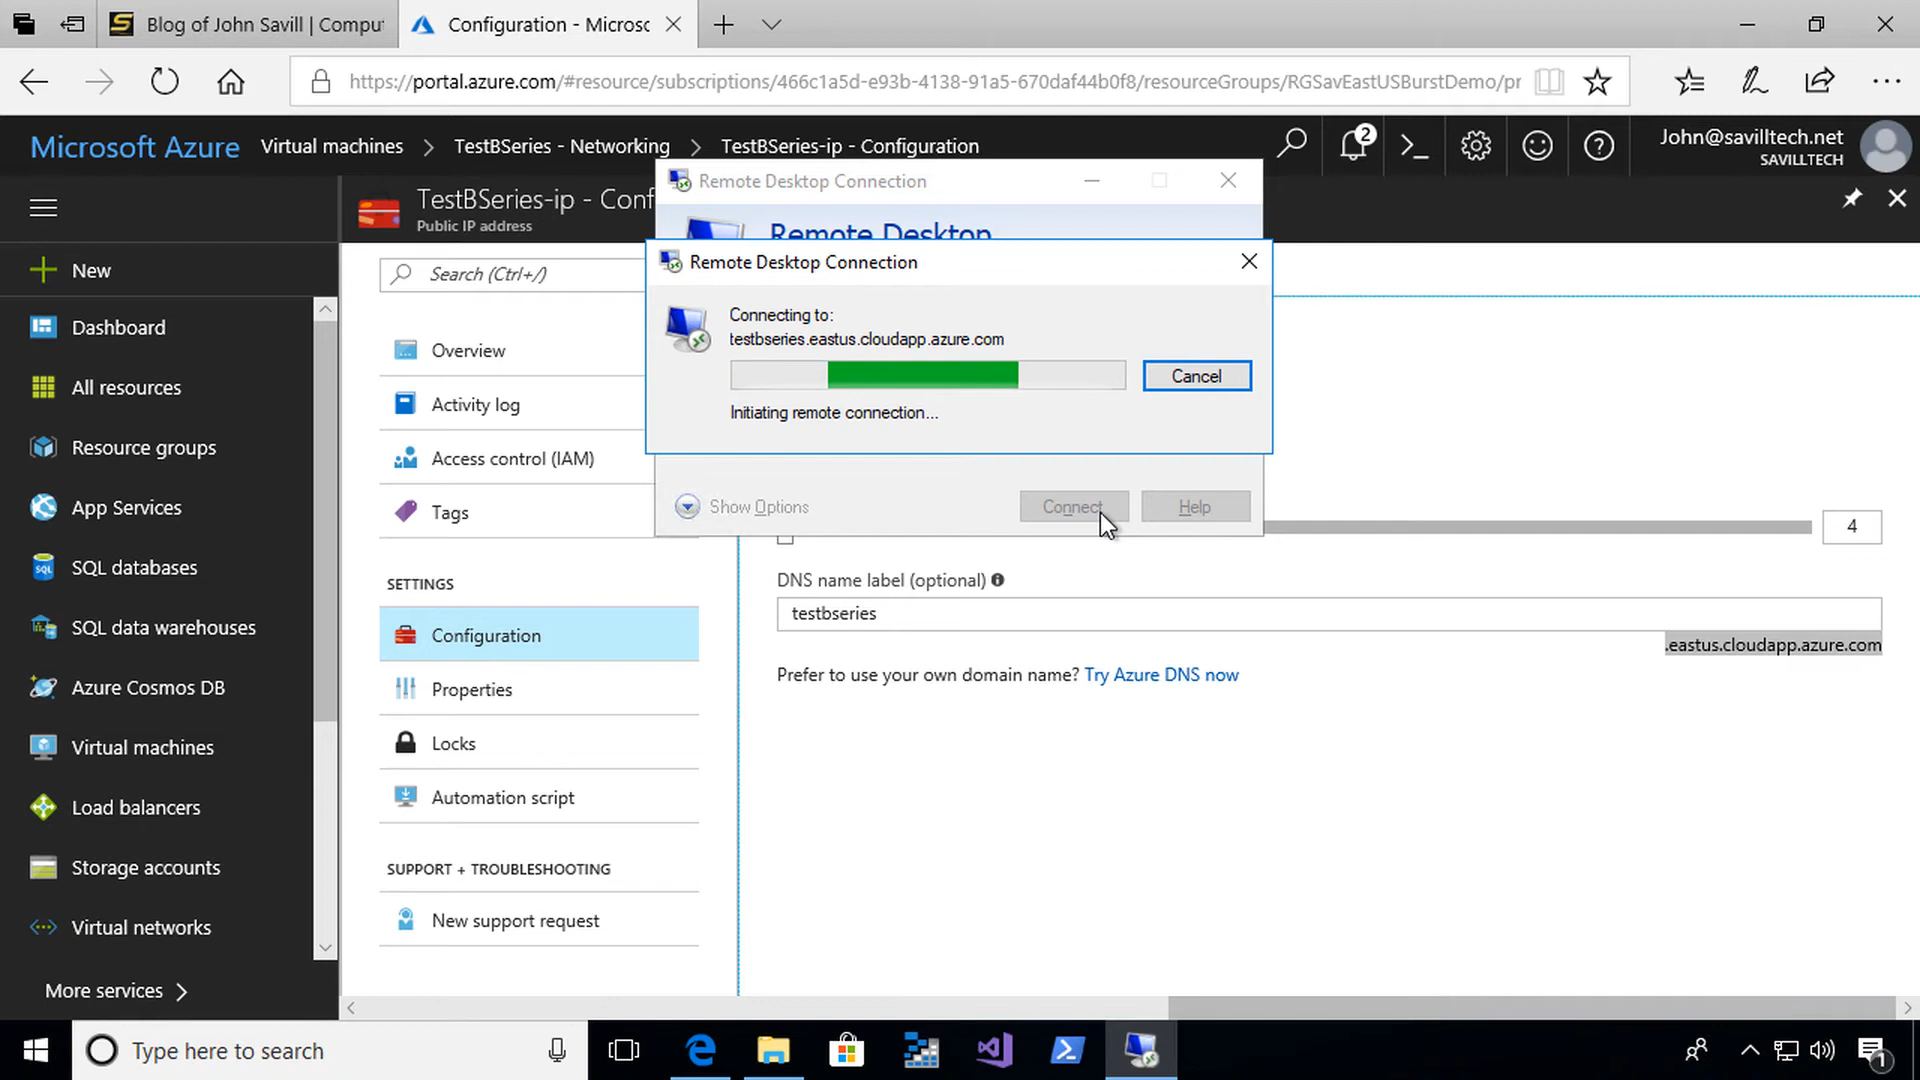 Blog of John Savill | Comput
Configuration - Microsc
https://portal.azure.com/#resource/subscriptions/466c1a5d-e93b-4138-91a5-670daf44b0f8/resourceGroups/RGSavEastUSBurstDemo/pr
Microsoft Azure
Virtual machines
TestBSeries - Networking
TestBSeries-ip - Configuration
2
John@savilltech.net
SAVILLTECH
TestBSeries-ip - Conf
Public IP address
Remote Desktop Connection
Remote Desktop
Remote Desktop Connection
Connecting to:
testbseries.eastus.cloudapp.azure.com
Cancel
Initiating remote connection...
Show Options
Connect
Help
New
Dashboard
All resources
Resource groups
App Services
SQL databases
SQL data warehouses
Azure Cosmos DB
Virtual machines
Load balancers
Storage accounts
Virtual networks
More services
Search (Ctrl+/)
Overview
Activity log
Access control (IAM)
Tags
SETTINGS
Configuration
Properties
Locks
Automation script
SUPPORT + TROUBLESHOOTING
New support request
4
DNS name label (optional)
testbseries
.eastus.cloudapp.azure.com
Prefer to use your own domain name? Try Azure DNS now
Type here to search
1